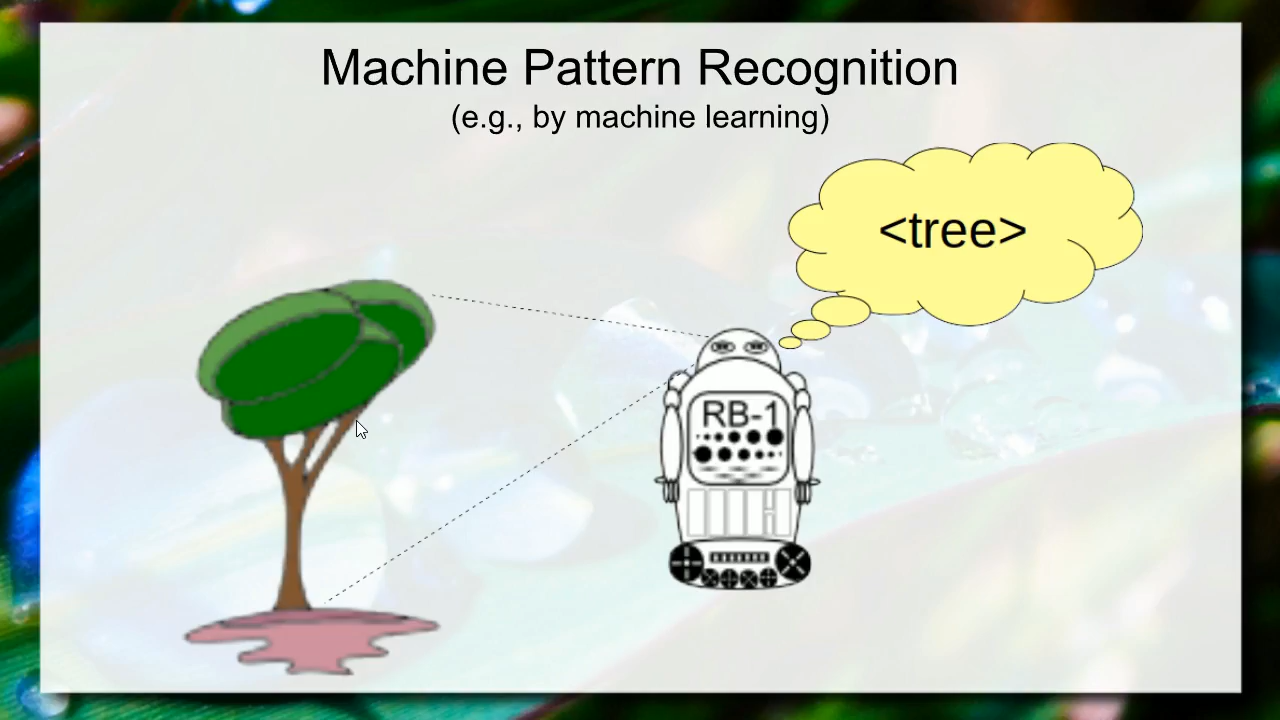 Machine Pattern Recognition
(e.g., by machine learning)
<tree>
RB-1